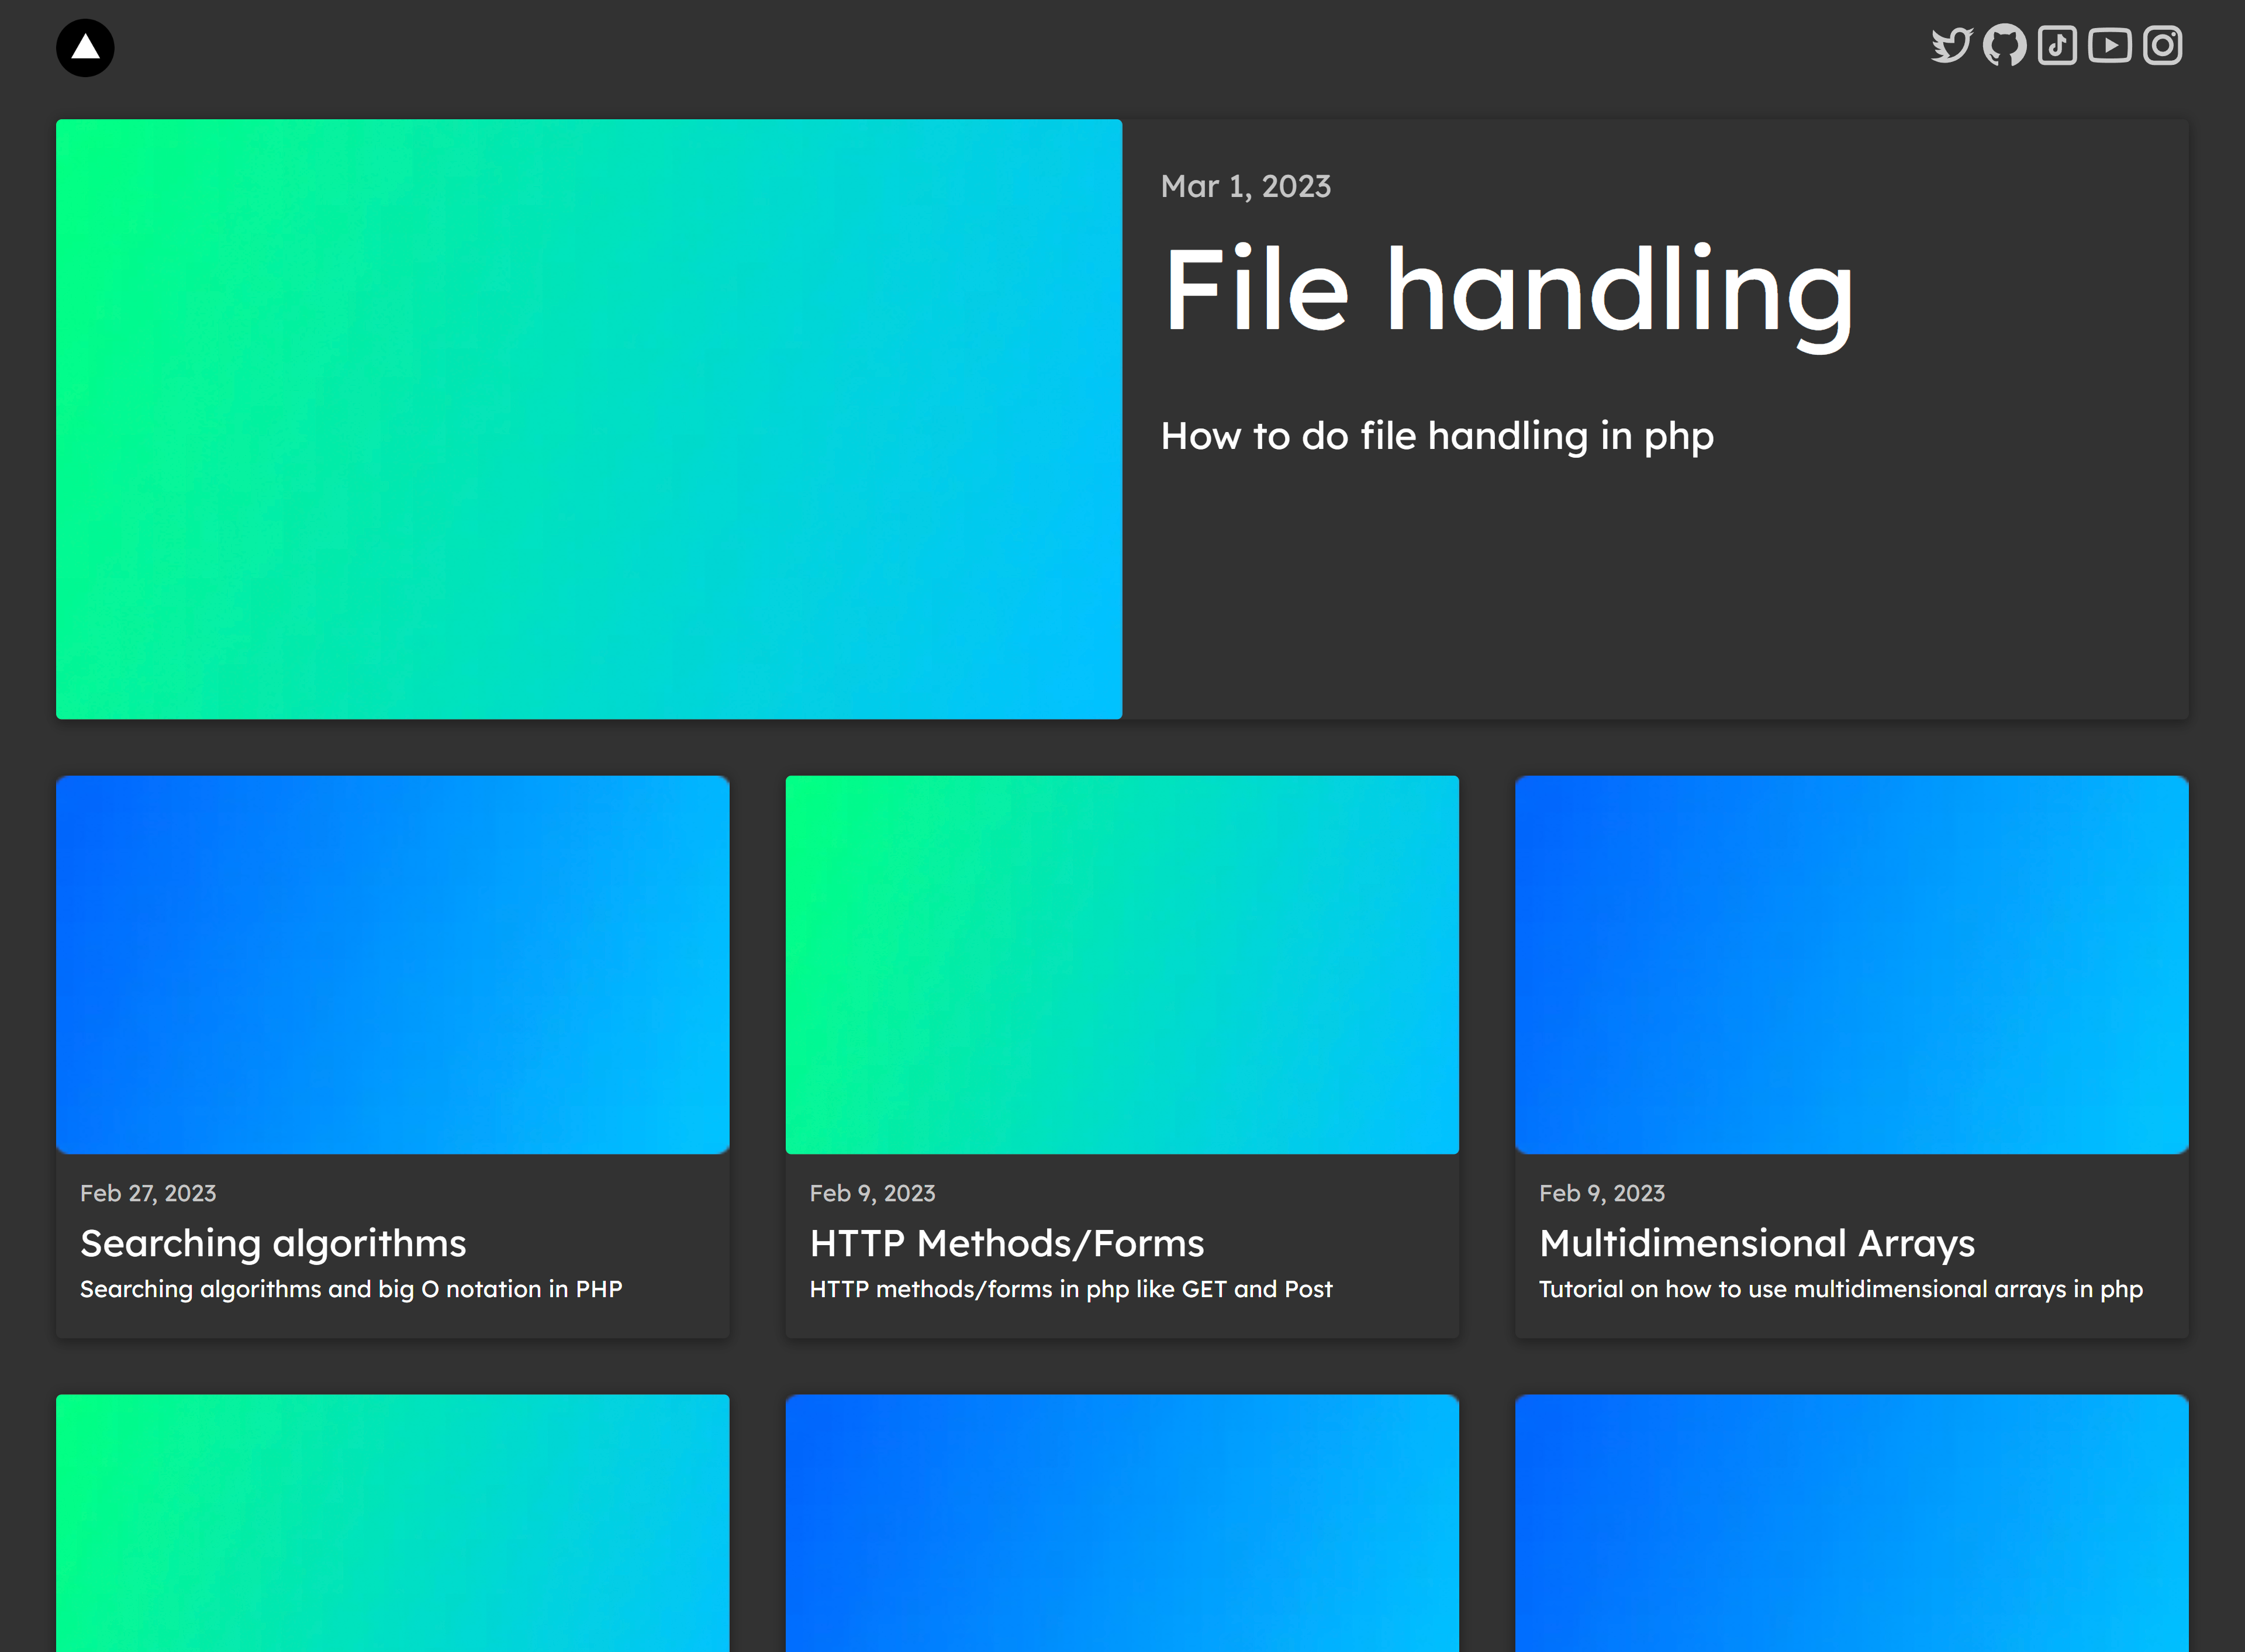 Mar 1, 2023
File handling
How to do file handling in php
Feb 27, 2023
Searching algorithms
Searching algorithms and big O notation in PHP
Feb 9, 2023
HTTP Methods/Forms
HTTP methods/forms in php like GET and Post
Feb 9, 2023
Multidimensional Arrays
Tutorial on how to use multidimensional arrays in php